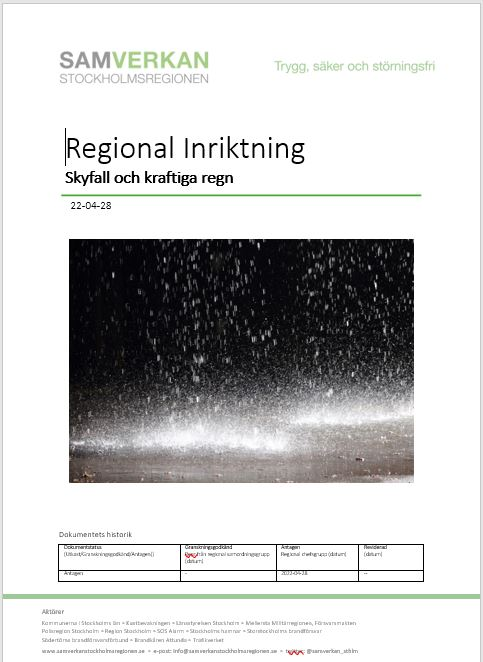 SAMVERKAN
STOCKHOLMSREGIONEN
Trygg, säker och störningsfri
Regional Inriktning
Skyfall och kraftiga regn
22-04-28
Dokumentets historik
Dokumentstatus
(Utkast/Granskningsgodkänd/Antagen))
Granskningsgodkänd
från regional samordningsgrupp
(datum)
Antagen
Regional chefsgrupp (datum)
Reviderad
(datum)
Antagen
-
2022-04-28
--
Aktörer
Kommunerna i Stockholms län • Kustbevakningen • Länsstyrelsen Stockholm • Mellersta Militärregionen, Försvarsmakten
Polisregion Stockholm • Region Stockholm • SOS Alarm • Stockholms hamnar • Storstockholms brandförsvar
Södertörns brandförsvarsförbund • Brandkåren Attunda • Trafikverket
www.samverkanstockholmsregionen.se • e-post: info@samverkanstockholmsregionen.se • twitter: @samverkan_sthlm